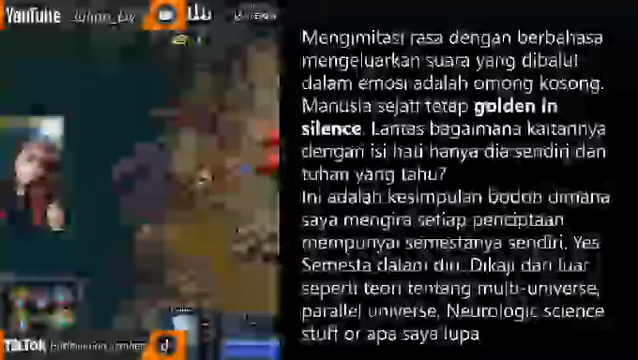 YouTube
Mengimitasi rasa dengan berbahasa
mengeluarkan suara yang dibalut
dalam emosi adalah omong kosong.
Manusia sejati tetap golden in
silence. Lantas bagaimana kaitannya
dengan isi hati hanya dia sendiri dan
tuhan yang tahu?
Ini adalah kesimpulan bodoh dimana
saya mengira setiap penciptaan
mempunyai semestanya sendiri. Yes
Semesta dalam diri. Dikaji dari luar
seperti teori tentang multi-universe,
parallel universe, Neurologic science
stuff or apa saya lupa
TikTok